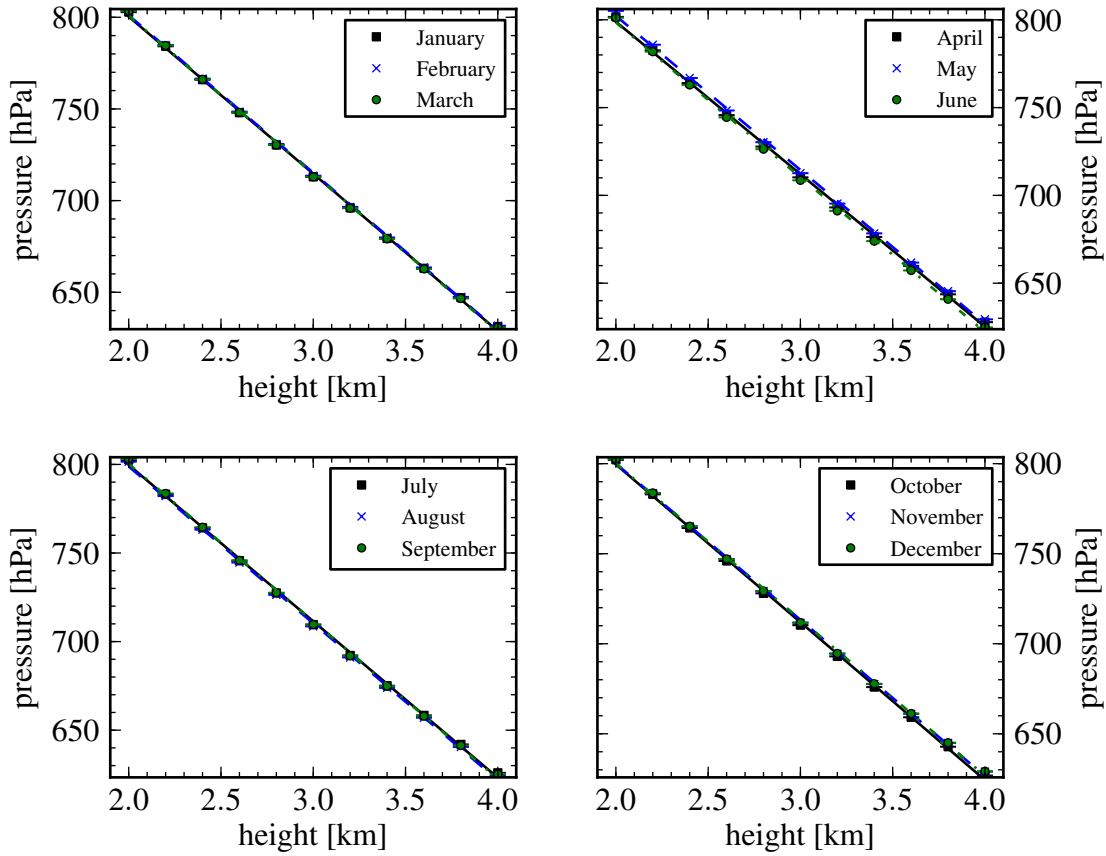 800
750
700
650
pressure [hPa]
2.0 2.5 3.0 3.5 4.0
height [km]
January
February
March
800
750
700
650
pressure [hPa]
2.0 2.5 3.0 3.5 4.0
height [km]
April
May
June
800
750
700
650
pressure [hPa]
2.0 2.5 3.0 3.5 4.0
height [km]
July
August
September
800
750
700
650
pressure [hPa]
2.0 2.5 3.0 3.5 4.0
height [km]
October
November
December